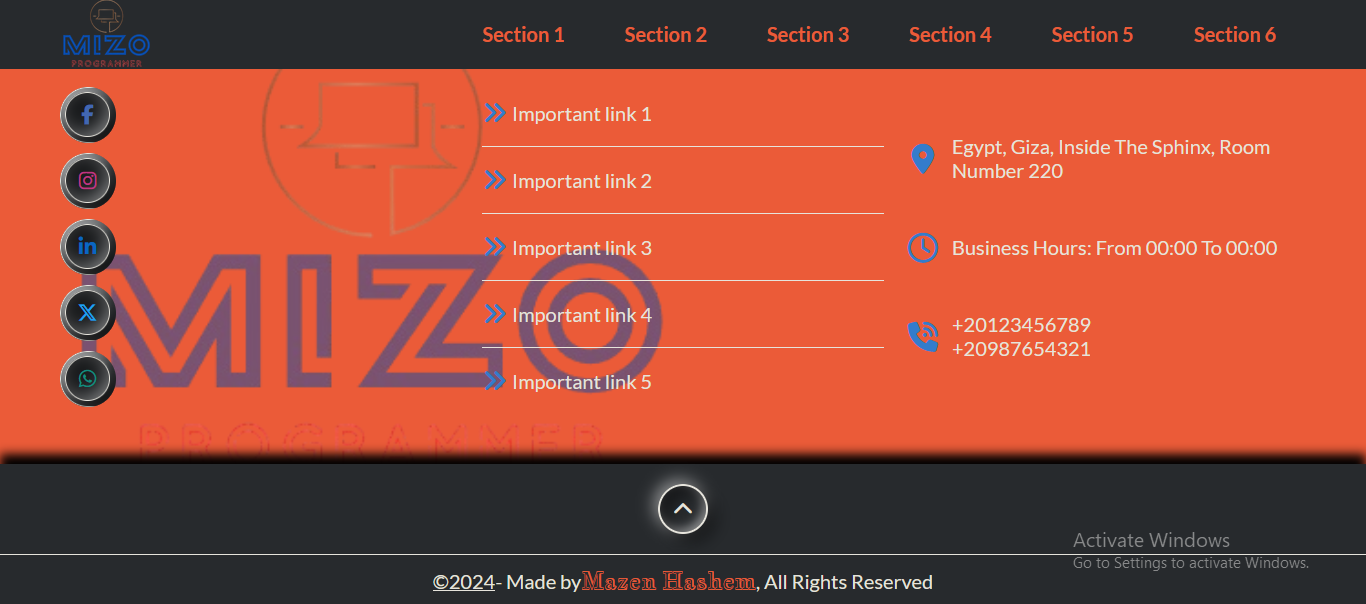 MIZO
PROGRAMMER
Section 1 Section 2 Section 3 Section 4 Section 5 Section 6
MIZO
PROGRAMMER
Important link 1
Important link 2
Important link 3
Important link 4
Important link 5
Egypt, Giza, Inside The Sphinx, Room
Number 220
Business Hours: From 00:00 To 00:00
+20123456789
+20987654321
Activate Windows
Go to Settings to activate Windows.
©2024- Made by Mazen Hashem, All Rights Reserved